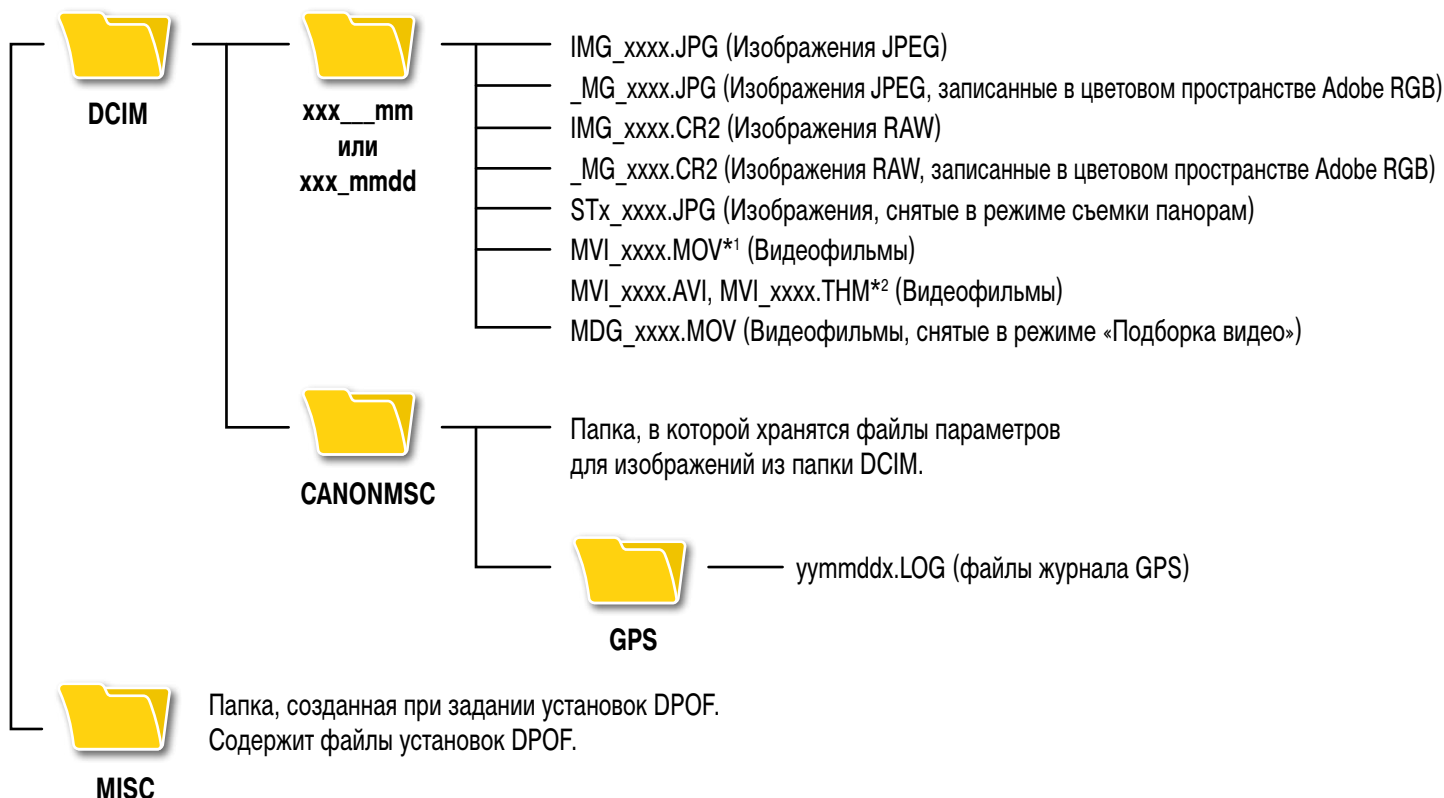 DCIM
xxx___mm
или
xxx_mmdd
IMG_xxxx.JPG (Изображения JPEG)
_MG_xxxx.JPG (Изображения JPEG, записанные в цветовом пространстве Adobe RGB)
IMG_xxxx.CR2 (Изображения RAW)
_MG_xxxx.CR2 (Изображения RAW, записанные в цветовом пространстве Adobe RGB)
STx_xxxx.JPG (Изображения, снятые в режиме съемки панорам)
MVI_xxxx.MOV*¹ (Видеофильмы)
MVI_xxxx.AVI, MVI_xxxx.THM*² (Видеофильмы)
MDG_xxxx.MOV (Видеофильмы, снятые в режиме «Подборка видео»)
CANONMSC
Папка, в которой хранятся файлы параметров
для изображений из папки DCIM.
GPS
yymmddx.LOG (файлы журнала GPS)
MISC
Папка, созданная при задании установок DPOF.
Содержит файлы установок DPOF.